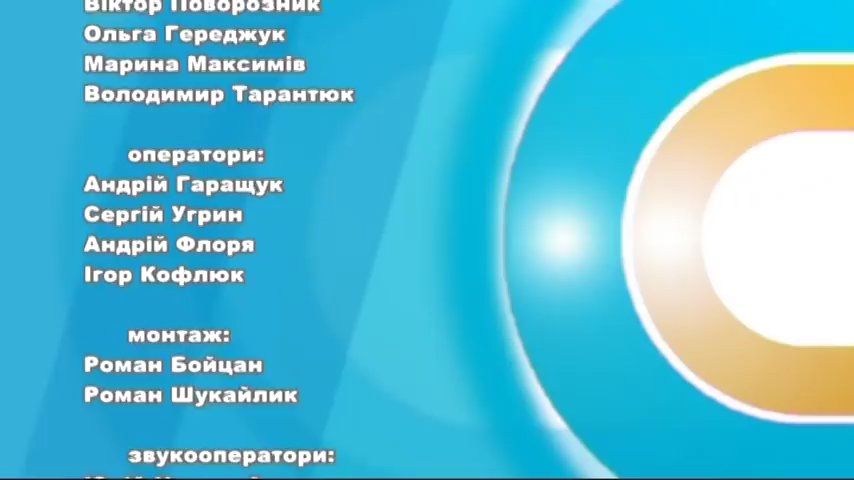 Віктор Поворозник
Ольга Гереджук
Марина Максимів
Володимир Тарантюк
оператори:
Андрій Гаращук
Сергій Угрин
Андрій Флоря
Ігор Кофлюк
монтаж:
Роман Бойцан
Роман Шукайлик
звукооператори: